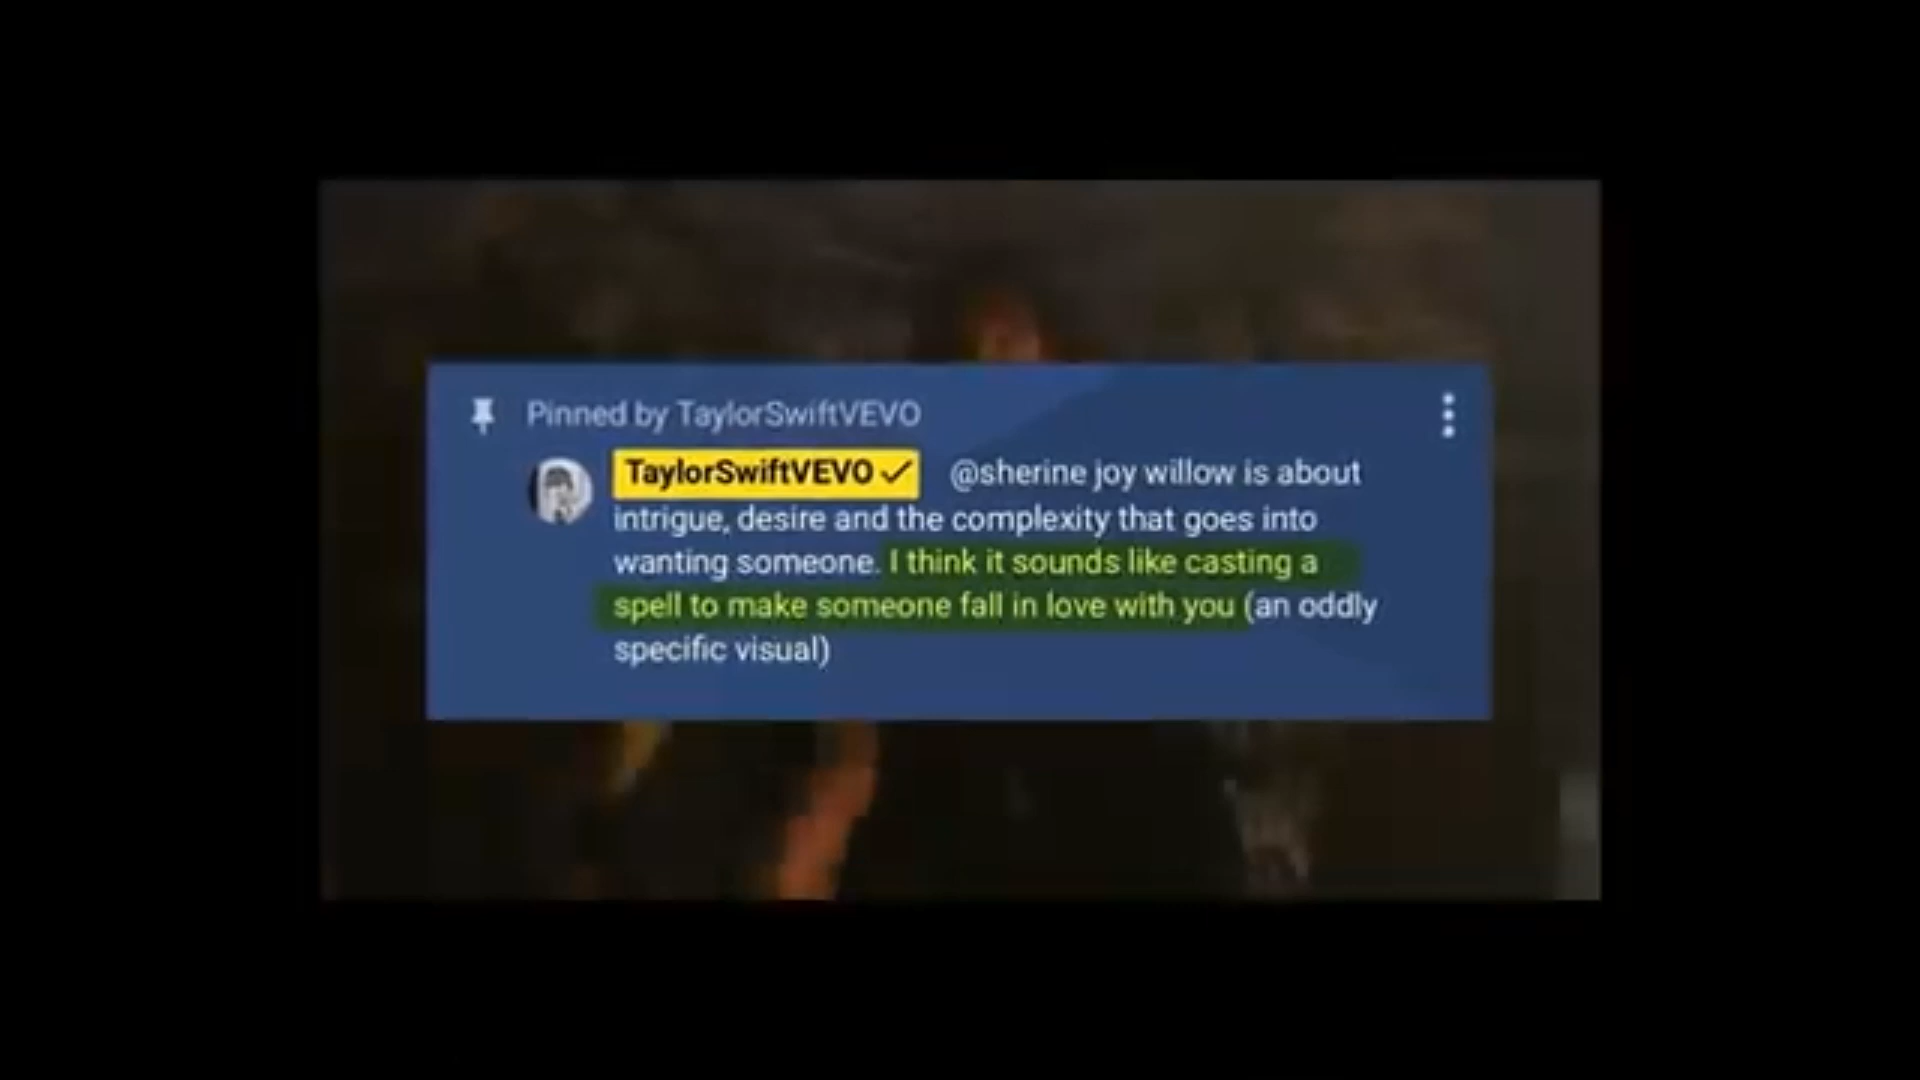 Pinned by TaylorSwiftVEVO
TaylorSwiftVEVO✓ @sherine joy willow is about
intrigue, desire and the complexity that goes into
wanting someone. I think it sounds like casting a
spell to make someone fall in love with you (an oddly
specific visual)